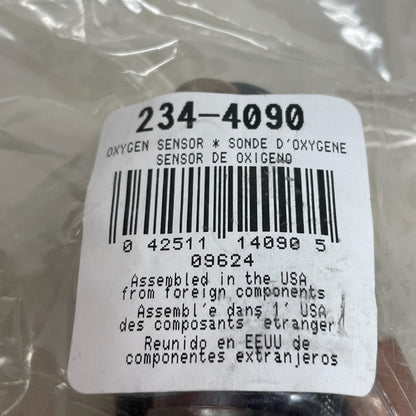 234-4090
OXYGEN SENSOR * SONDE D'OXYGENE
SENSOR DE OXIGENO
0 42511 14090 5
09624
Assembled in the USA
from foreign components
Assembl'e dans l' USA
des composants etranger
Reunido en EEUU de
componentes extranjeros